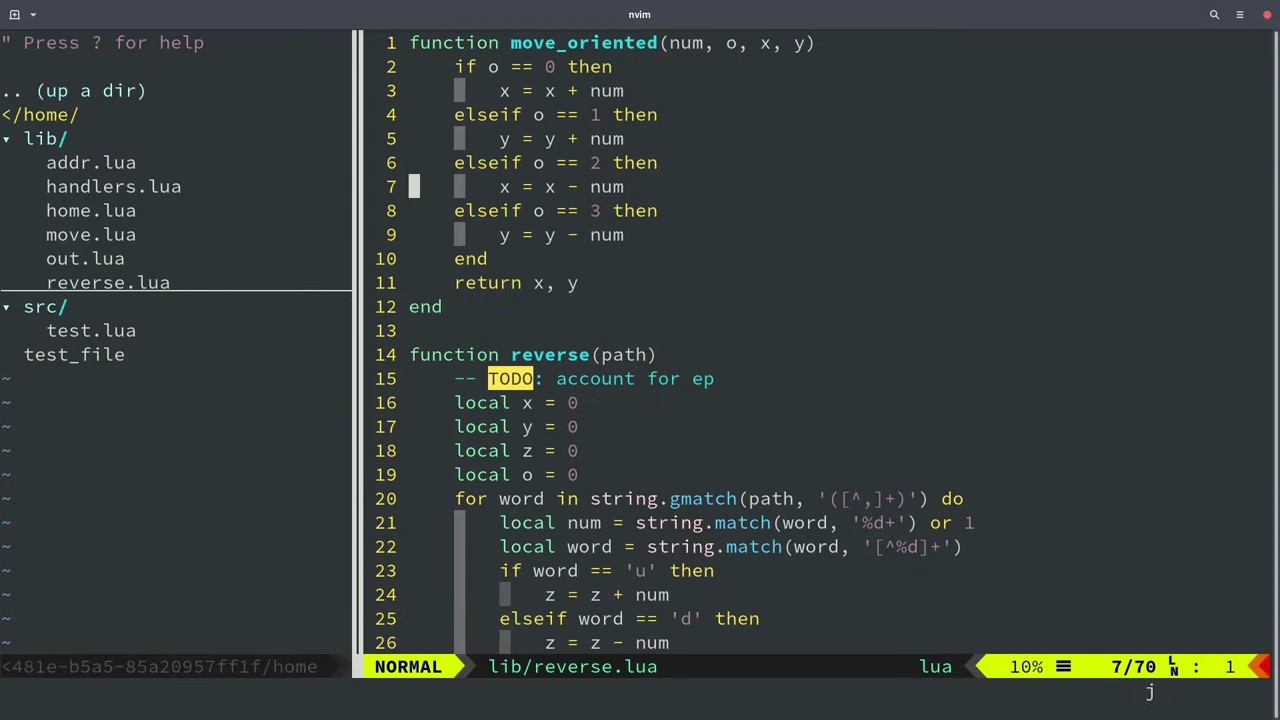 nvim
" Press ? for help
.. (up a dir)
</home/
▾ lib/
addr.lua
handlers.lua
home.lua
move.lua
out.lua
reverse.lua
▾ src/
test.lua
test_file
~
~
~
~
~
~
~
~
~
~
~
~
<481e-b5a5-85a20957ff1f/home
1 function move_oriented(num, o, x, y)
2 if o == 0 then
3 x = x + num
4 elseif o == 1 then
5 y = y + num
6 elseif o == 2 then
7 x = x - num
8 elseif o == 3 then
9 y = y - num
10 end
11 return x, y
12 end
13
14 function reverse(path)
15 -- TODO: account for ep
16 local x = 0
17 local y = 0
18 local z = 0
19 local o = 0
20 for word in string.gmatch(path, '([^,]+)') do
21 local num = string.match(word, '%d+') or 1
22 local word = string.match(word, '[^%d]+')
23 if word == 'u' then
24 z = z + num
25 elseif word == 'd' then
26 z = z - num
NORMAL lib/reverse.lua lua 10% ☰ 7/70 LN : 1
j